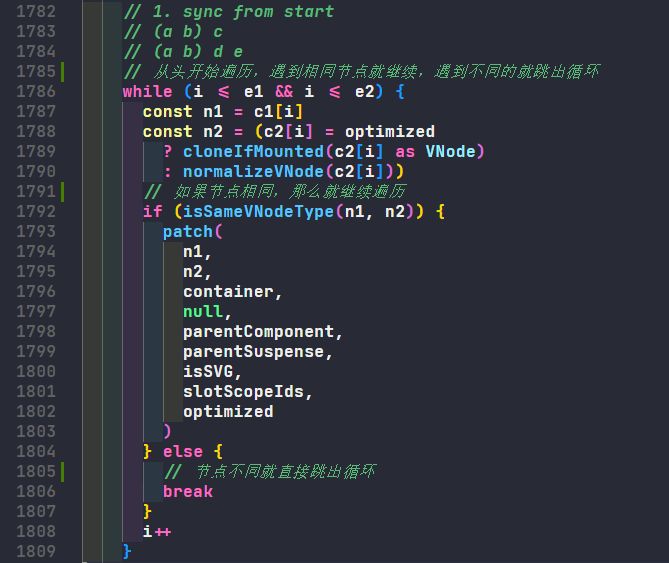 1782 // 1. sync from start
1783 // (a b) c
1784 // (a b) d e
1785 // 从头开始遍历，遇到相同节点就继续，遇到不同的就跳出循环
1786 while (i <= e1 && i <= e2) {
1787 const n1 = c1[i]
1788 const n2 = (c2[i] = optimized
1789 ? cloneIfMounted(c2[i] as VNode)
1790 : normalizeVNode(c2[i]))
1791 // 如果节点相同，那么就继续遍历
1792 if (isSameVNodeType(n1, n2)) {
1793 patch(
1794 n1,
1795 n2,
1796 container,
1797 null,
1798 parentComponent,
1799 parentSuspense,
1800 isSVG,
1801 slotScopeIds,
1802 optimized
1803 )
1804 } else {
1805 // 节点不同就直接跳出循环
1806 break
1807 }
1808 i++
1809 }